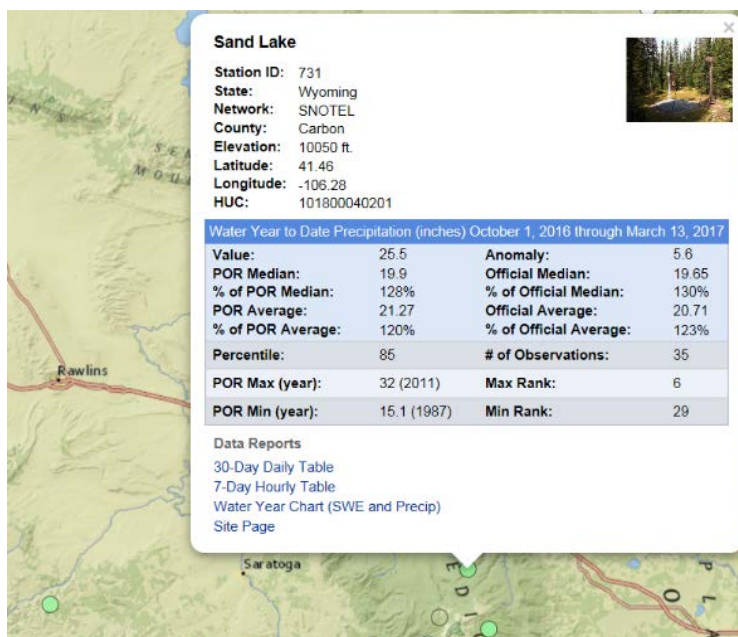 Sand Lake
Station ID: 731
State: Wyoming
Network: SNOTEL
County: Carbon
Elevation: 10050 ft.
Latitude: 41.46
Longitude: -106.28
HUC: 101800040201
Water Year to Date Precipitation (inches) October 1, 2016 through March 13, 2017
Value: 25.5 Anomaly: 5.6
POR Median: 19.9 Official Median: 19.65
% of POR Median: 128% % of Official Median: 130%
POR Average: 21.27 Official Average: 20.71
% of POR Average: 120% % of Official Average: 123%
Percentile: 85 # of Observations: 35
POR Max (year): 32 (2011) Max Rank: 6
POR Min (year): 15.1 (1987) Min Rank: 29
Data Reports
30-Day Daily Table
7-Day Hourly Table
Water Year Chart (SWE and Precip)
Site Page
Rawlins
Saratoga